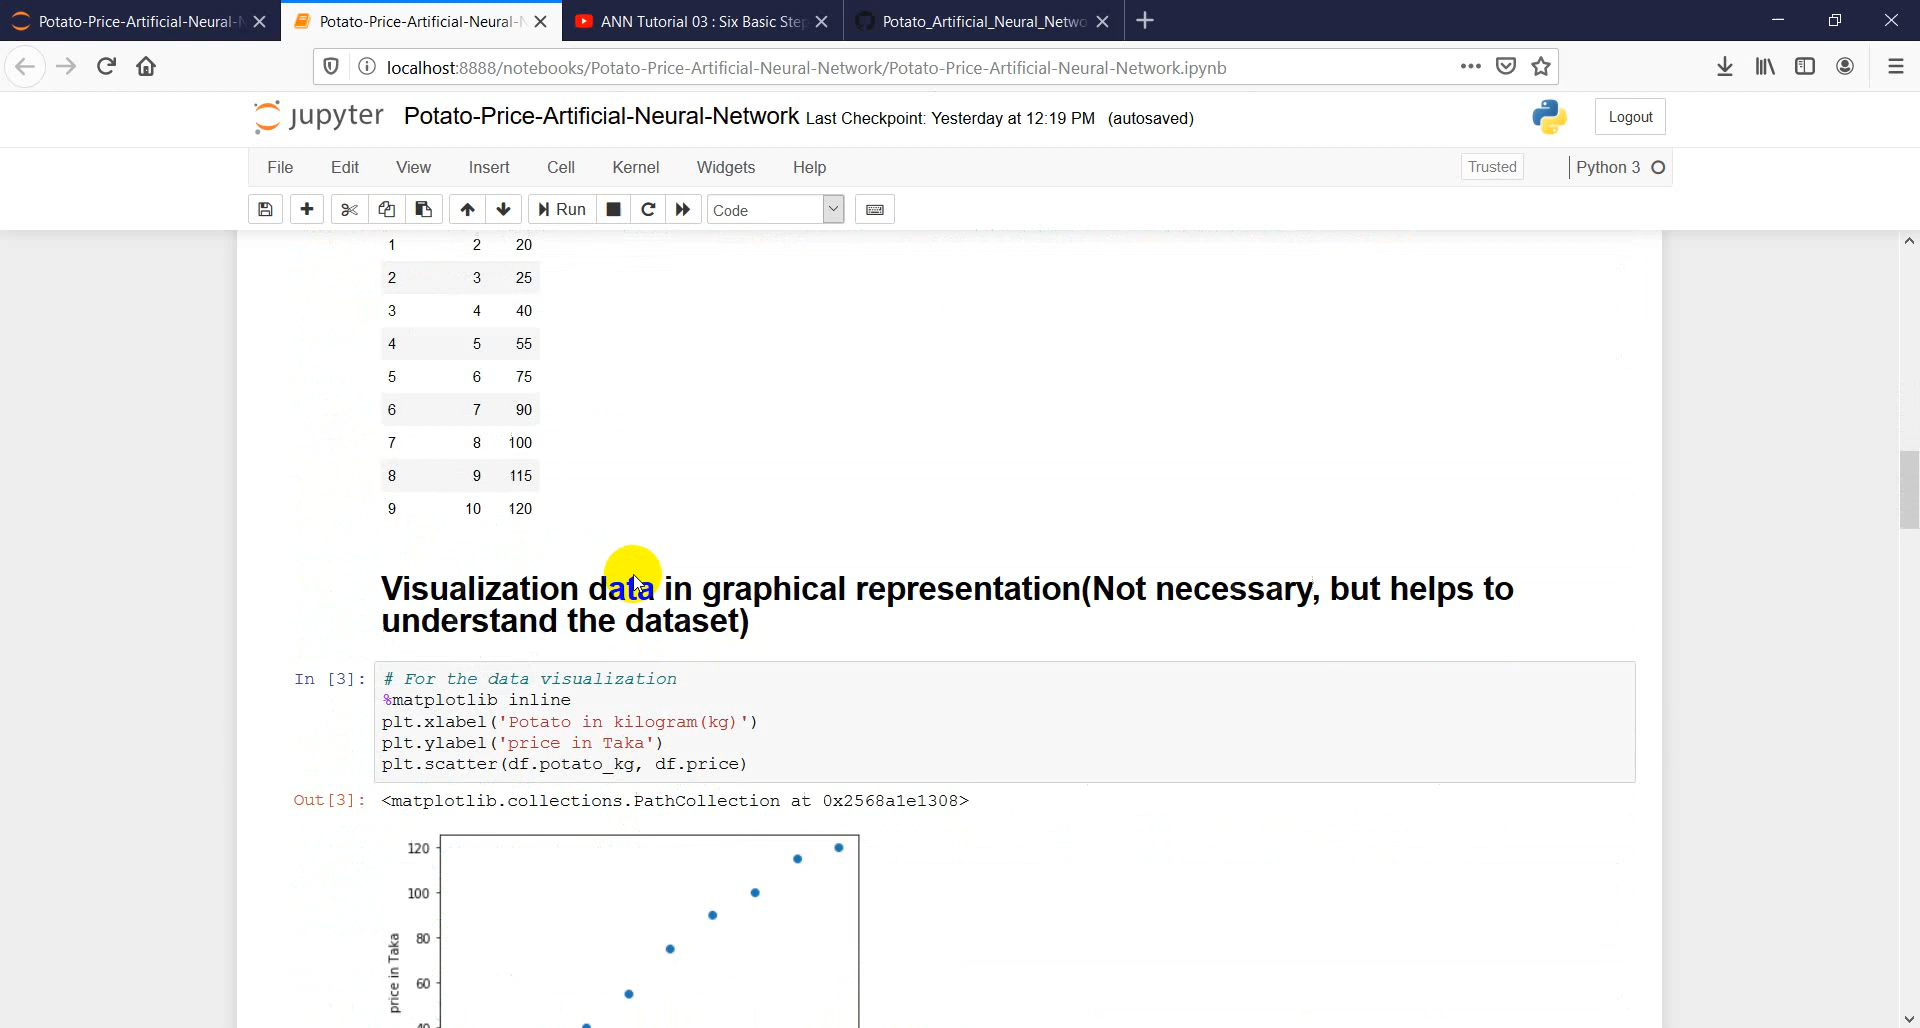 Potato-Price-Artificial-Neural-N
Potato-Price-Artificial-Neural-N
ANN Tutorial 03 : Six Basic Step
Potato_Artificial_Neural_Netwo
localhost:8888/notebooks/Potato-Price-Artificial-Neural-Network/Potato-Price-Artificial-Neural-Network.ipynb
jupyter Potato-Price-Artificial-Neural-Network Last Checkpoint: Yesterday at 12:19 PM (autosaved)
Logout
File Edit View Insert Cell Kernel Widgets Help
Trusted
Python 3
Run
Code
1 2 20
2 3 25
3 4 40
4 5 55
5 6 75
6 7 90
7 8 100
8 9 115
9 10 120
Visualization data in graphical representation(Not necessary, but helps to
understand the dataset)
In [3]: # For the data visualization
%matplotlib inline
plt.xlabel('Potato in kilogram(kg)')
plt.ylabel('price in Taka')
plt.scatter(df.potato_kg, df.price)
Out[3]: <matplotlib.collections.PathCollection at 0x2568a1e1308>
120
100
80
60
40
price in Taka